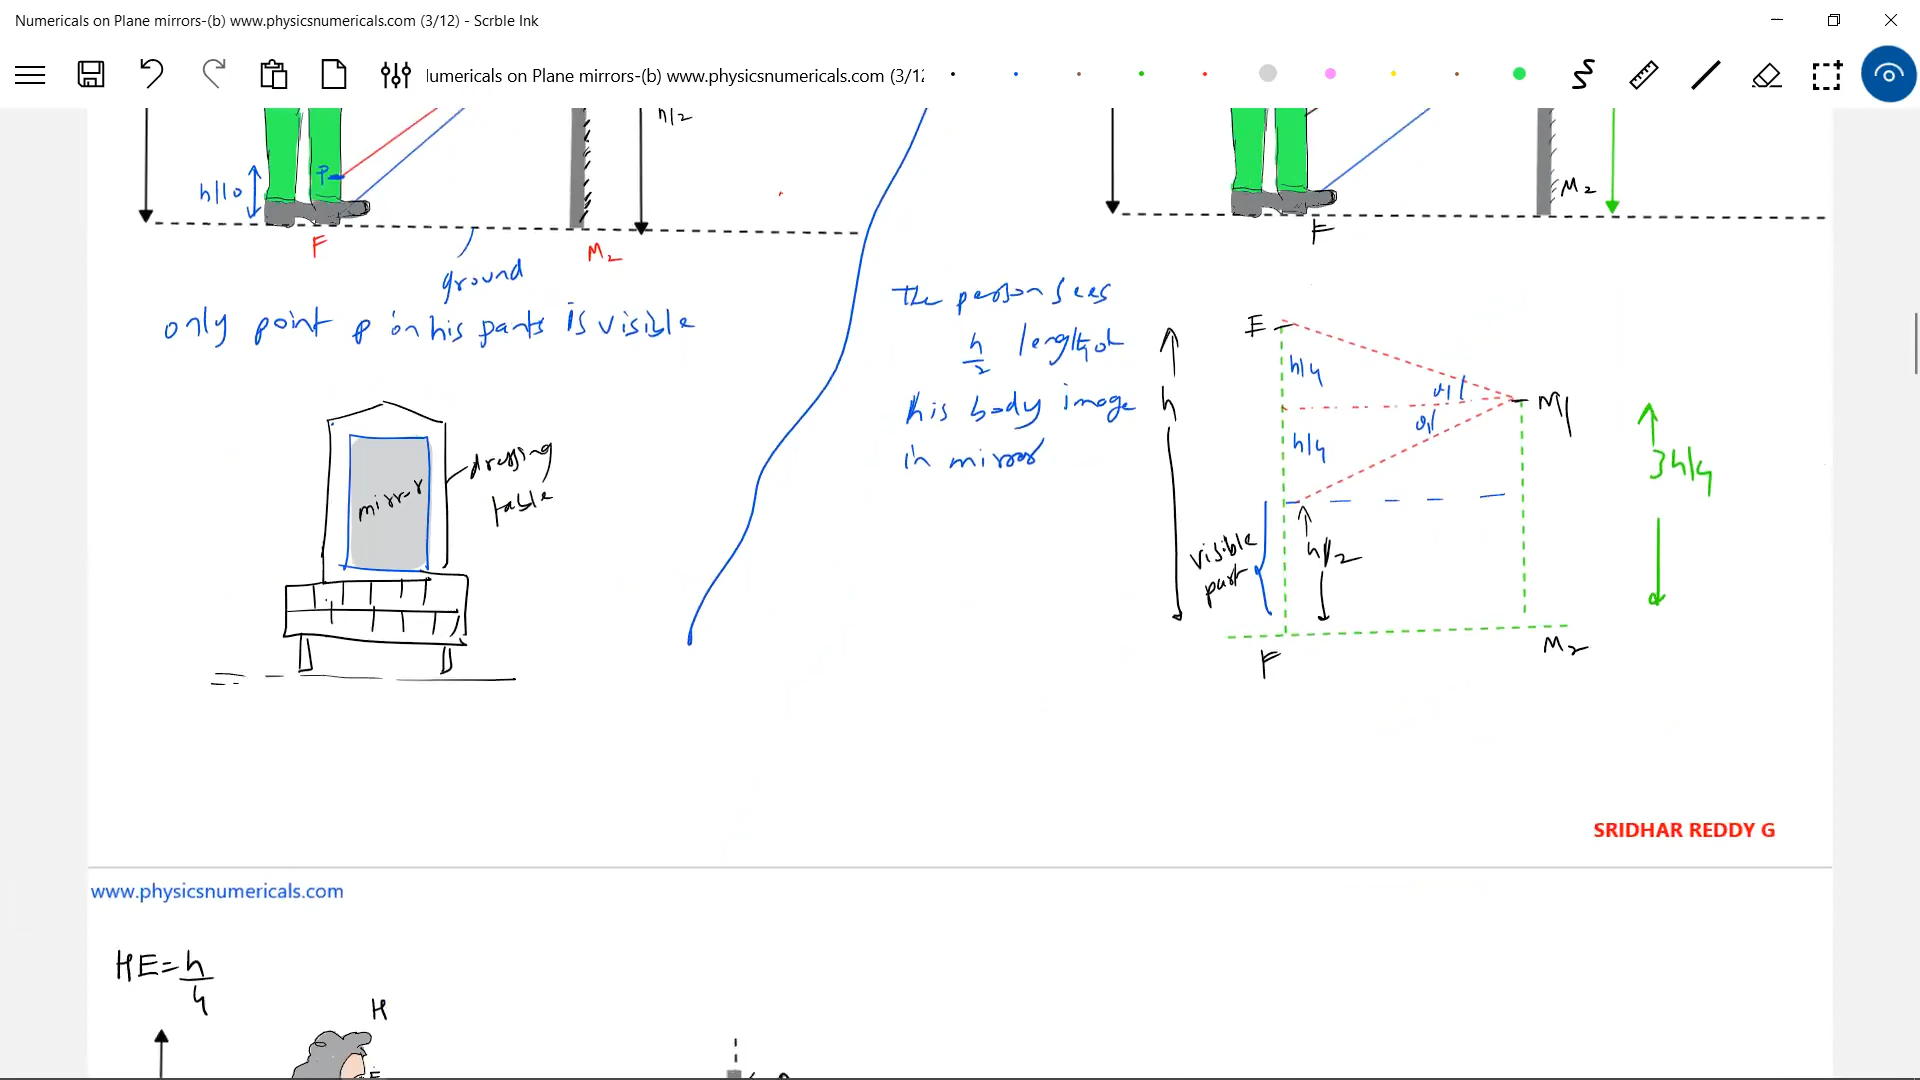 Numericals on Plane mirrors-(b) www.physicsnumericals.com (3/12) - Scrble Ink
umericals on Plane mirrors-(b) www.physicsnumericals.com (3/12
h/2
P
h/10
F
M2
ground
only point P on his pants is visible
mirror
dressing table
M2
F
The person sees
h/2 length of
his body image
in mirror
E
h/4
h
M1
h/4
3h/4
visible part
h/2
F
M2
SRIDHAR REDDY G
www.physicsnumericals.com
HE=h/4
H
E